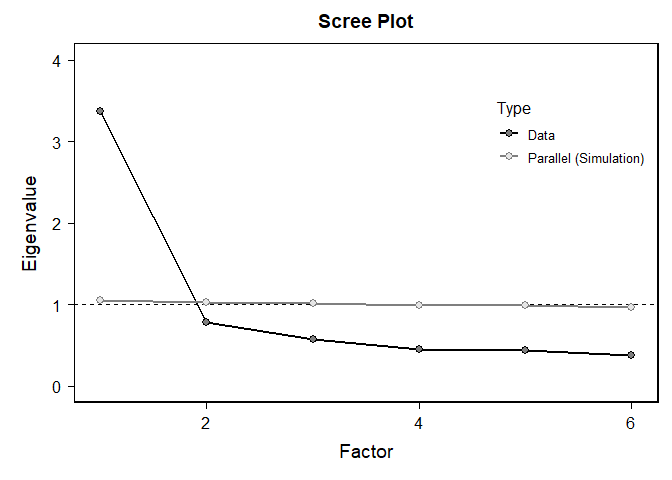 Scree Plot
4
3
2
1
0
Eigenvalue
Type
Data
Parallel (Simulation)
2
4
6
Factor